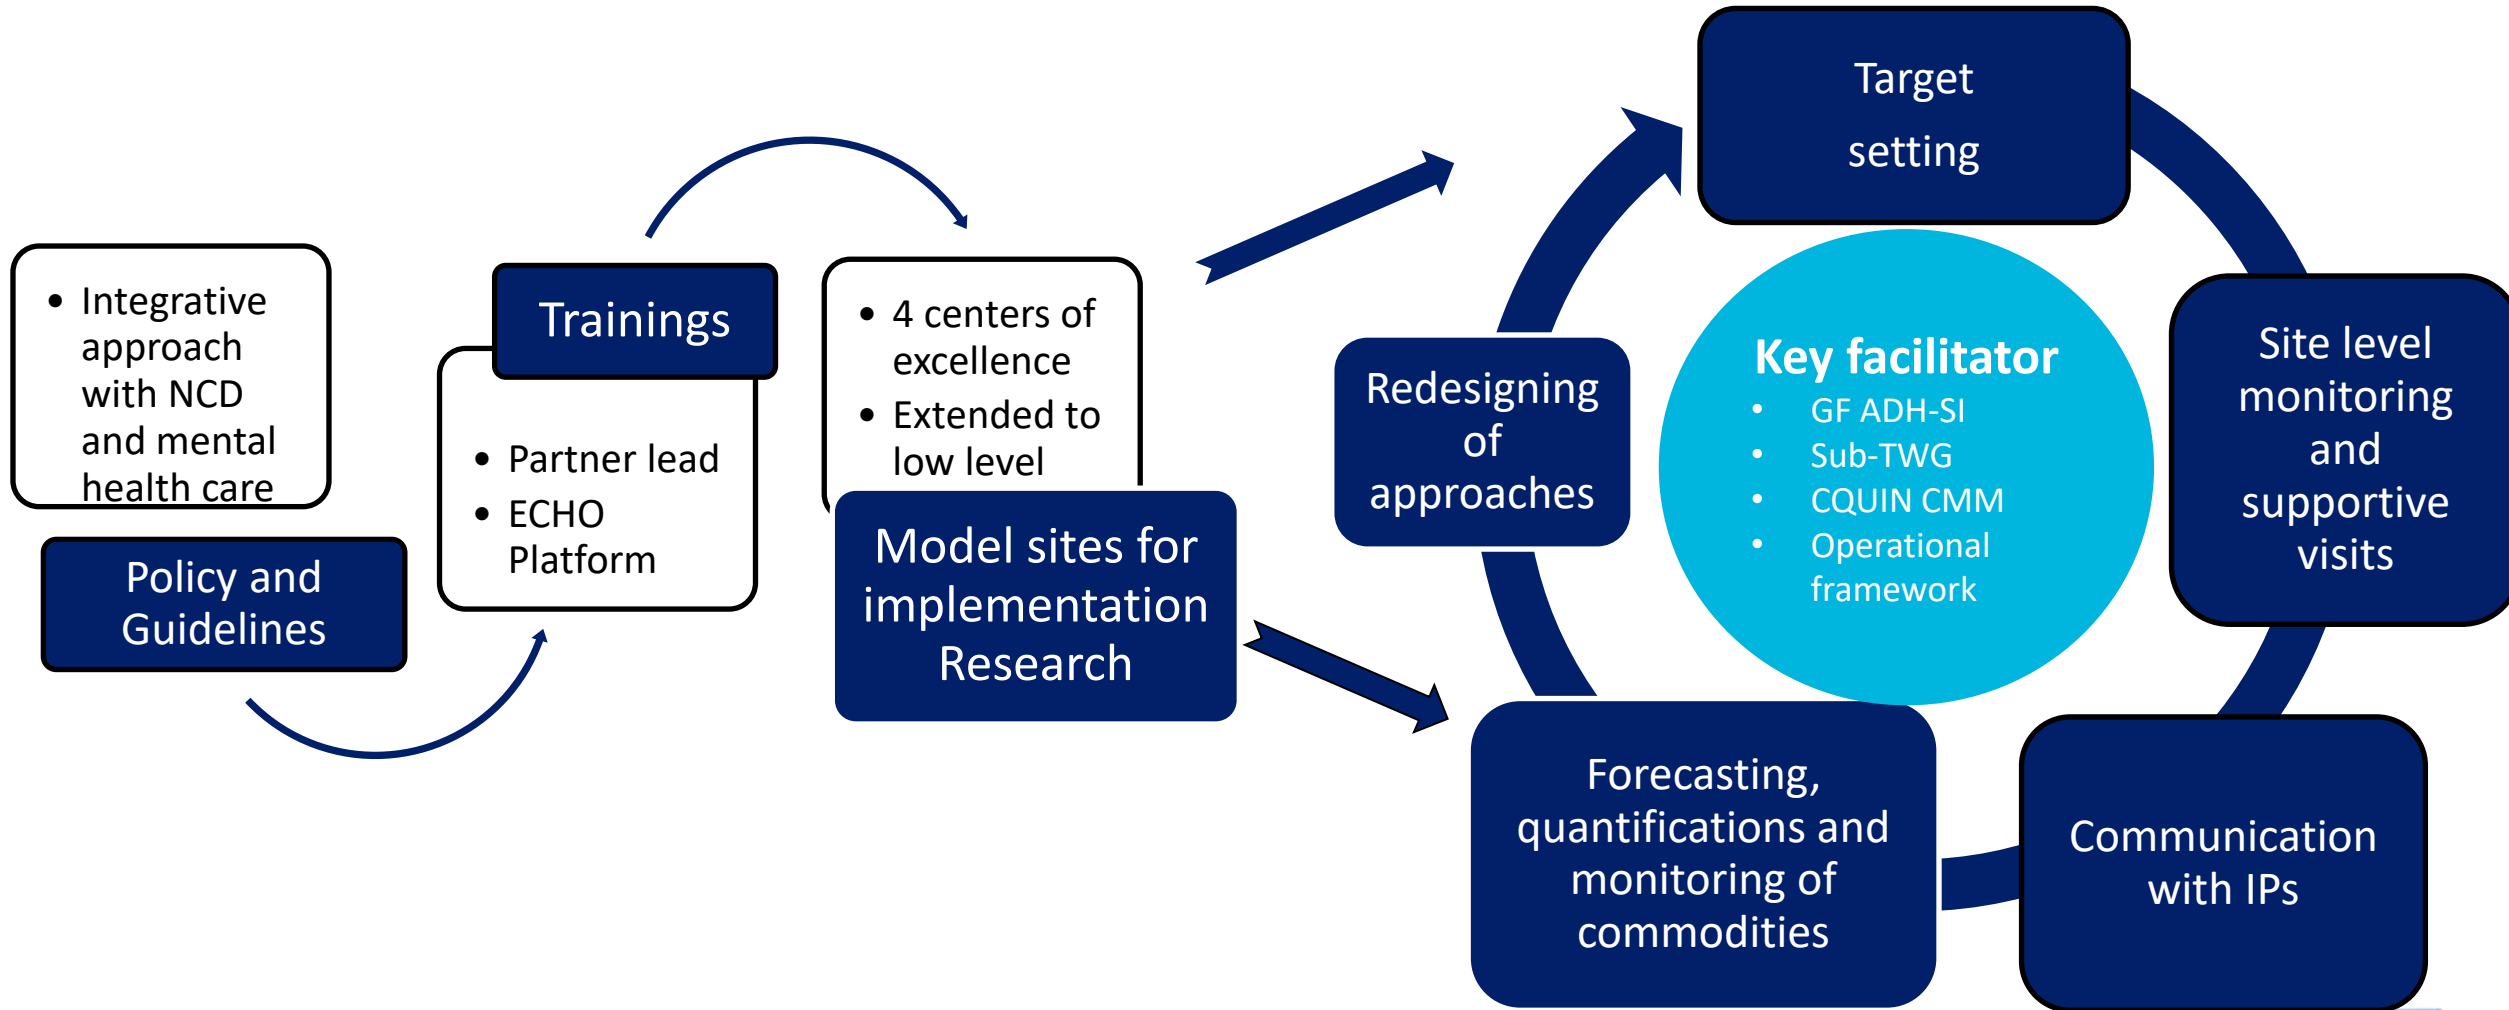 • Integrative
approach
with NCD
and mental
health care
Policy and
Guidelines
Trainings
• Partner lead
• ECHO
Platform
• 4 centers of
excellence
• Extended to
low level
Model sites for
implementation
Research
Target
setting
Site level
monitoring
and
supportive
visits
Communication
with IPs
Forecasting,
quantifications and
monitoring of
commodities
Redesigning
of
approaches
Key facilitator
• GF ADH-SI
• Sub-TWG
• CQUIN CMM
• Operational
framework